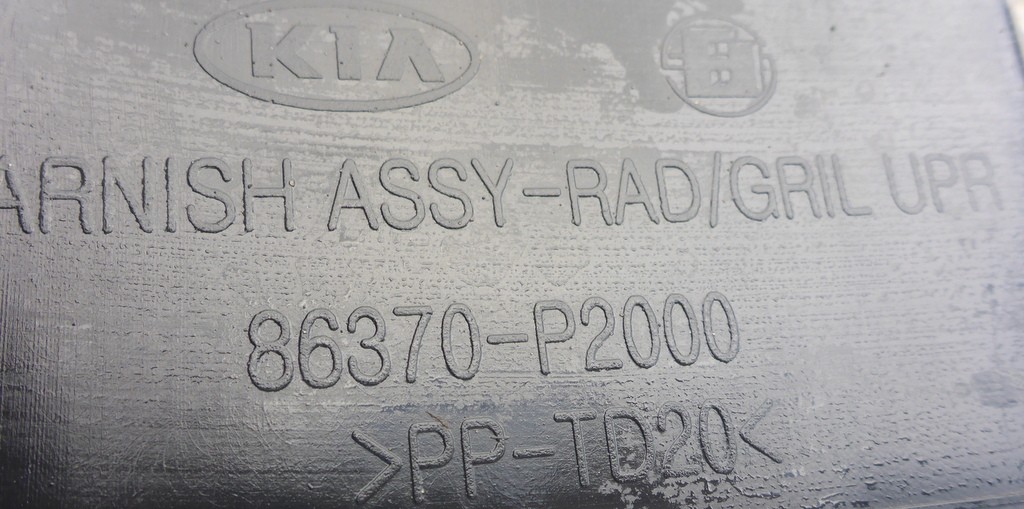 KIA
ARNISH ASSY-RAD/GRIL UPR
86370-P2000
>PP-TD20<